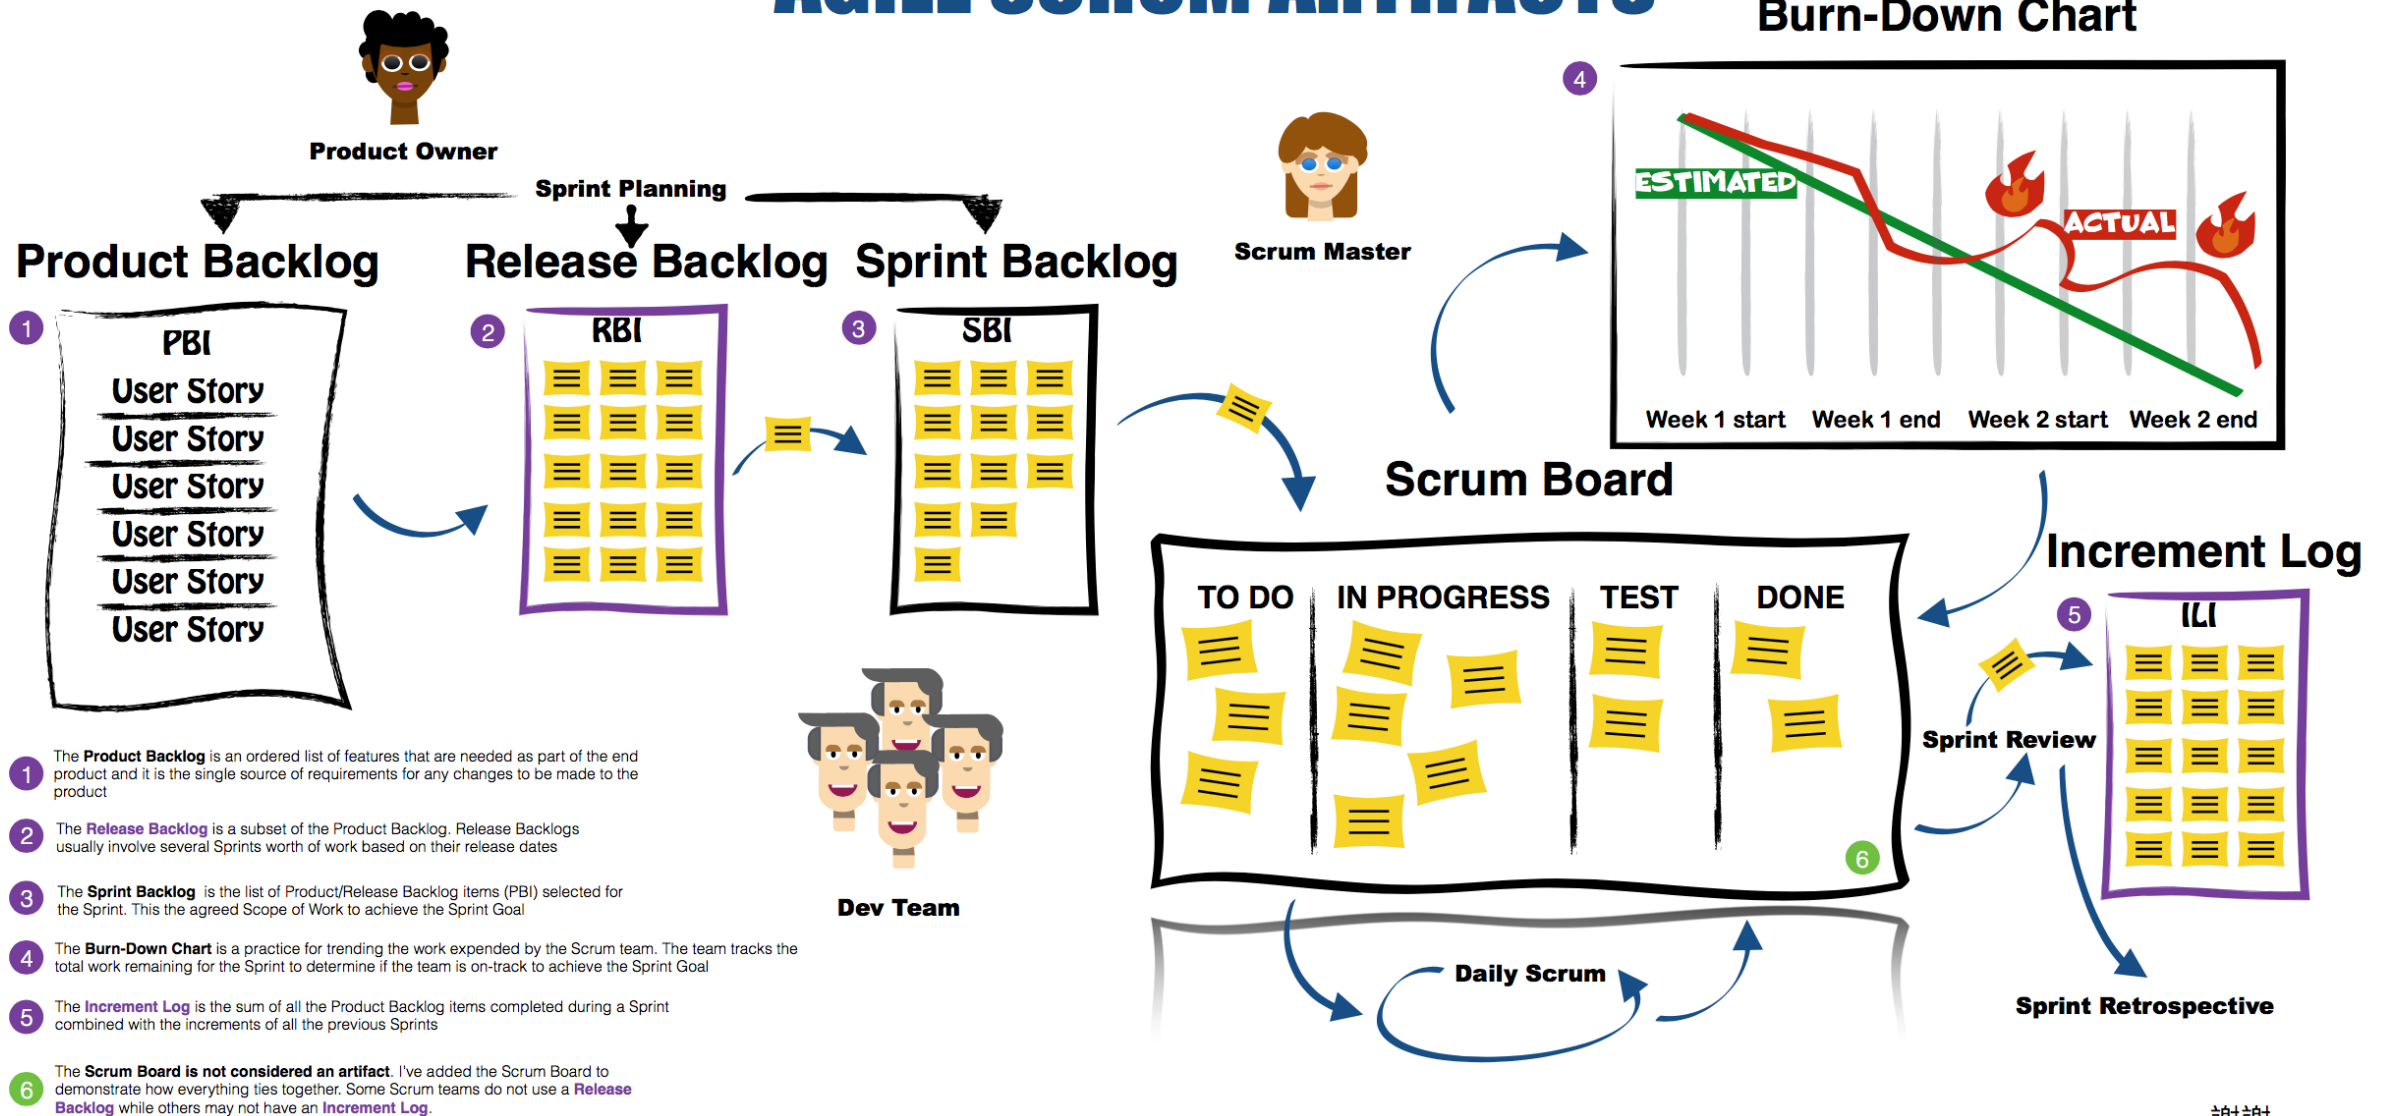 AGILE SCRUM ARTIFACTS
Burn-Down Chart
4
ESTIMATED
ACTUAL
Week 1 start Week 1 end Week 2 start Week 2 end
Product Owner
Sprint Planning
Scrum Master
Product Backlog
Release Backlog
Sprint Backlog
1
PBI
User Story
User Story
User Story
User Story
User Story
User Story
2
RBI
3
SBI
Scrum Board
TO DO
IN PROGRESS
TEST
DONE
6
Increment Log
5
ILI
Sprint Review
Dev Team
Daily Scrum
Sprint Retrospective
1
The Product Backlog is an ordered list of features that are needed as part of the end
product and it is the single source of requirements for any changes to be made to the
product
2
The Release Backlog is a subset of the Product Backlog. Release Backlogs
usually involve several Sprints worth of work based on their release dates
3
The Sprint Backlog is the list of Product/Release Backlog items (PBI) selected for
the Sprint. This the agreed Scope of Work to achieve the Sprint Goal
4
The Burn-Down Chart is a practice for trending the work expended by the Scrum team. The team tracks the
total work remaining for the Sprint to determine if the team is on-track to achieve the Sprint Goal
5
The Increment Log is the sum of all the Product Backlog items completed during a Sprint
combined with the increments of all the previous Sprints
6
The Scrum Board is not considered an artifact. I've added the Scrum Board to
demonstrate how everything ties together. Some Scrum teams do not use a Release
Backlog while others may not have an Increment Log.